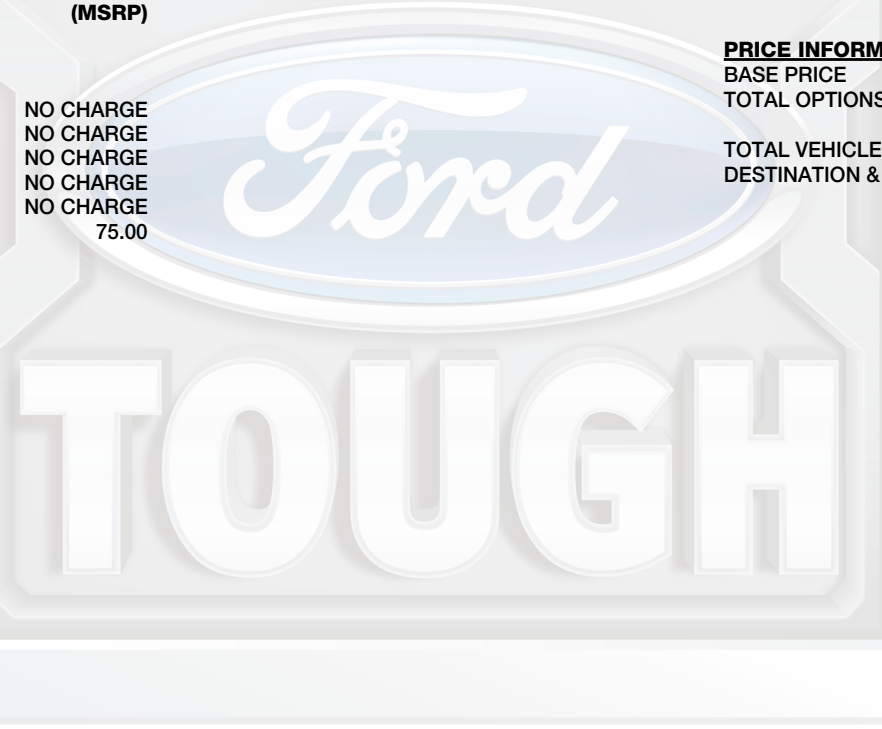 (MSRP)
NO CHARGE
NO CHARGE
NO CHARGE
NO CHARGE
NO CHARGE
75.00
PRICE INFORM
BASE PRICE
TOTAL OPTIONS
TOTAL VEHICLE
DESTINATION &
Ford
TOUGH